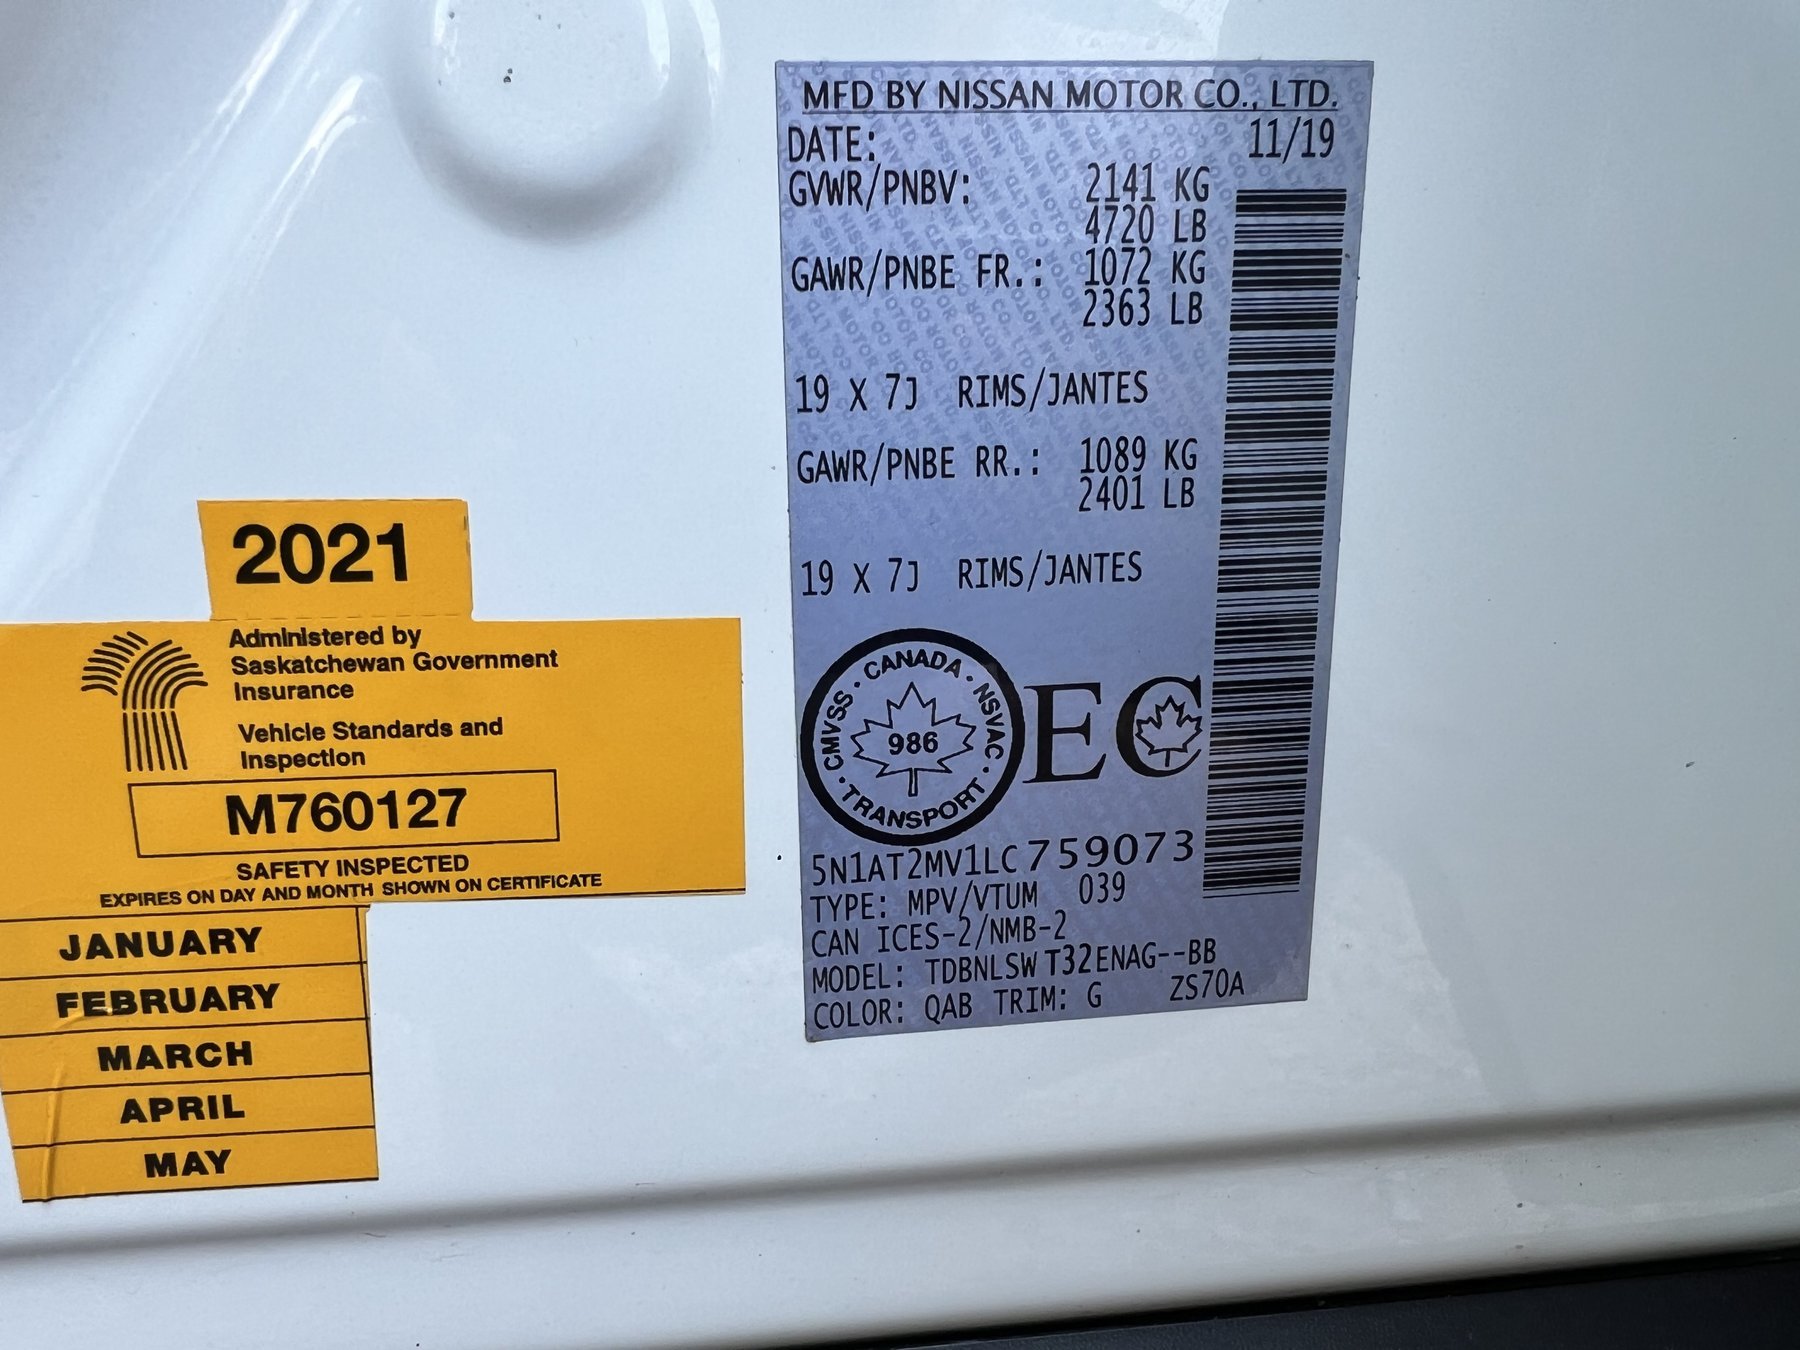 2021
Administered by
Saskatchewan Government
Insurance
Vehicle Standards and
Inspection
M760127
SAFETY INSPECTED
EXPIRES ON DAY AND MONTH SHOWN ON CERTIFICATE
JANUARY
FEBRUARY
MARCH
APRIL
MAY
MFD BY NISSAN MOTOR CO., LTD.
DATE: 11/19
GVWR/PNBV: 2141 KG
4720 LB
GAWR/PNBE FR.: 1072 KG
2363 LB
19 X 7J RIMS/JANTES
GAWR/PNBE RR.: 1089 KG
2401 LB
19 X 7J RIMS/JANTES
CANADA · NSVAC · TRANSPORT · CMVSS ·
986
EC
5N1AT2MV1LC759073
TYPE: MPV/VTUM 039
CAN ICES-2/NMB-2
MODEL: TDBNLSW T32ENAG--BB
COLOR: QAB TRIM: G ZS70A